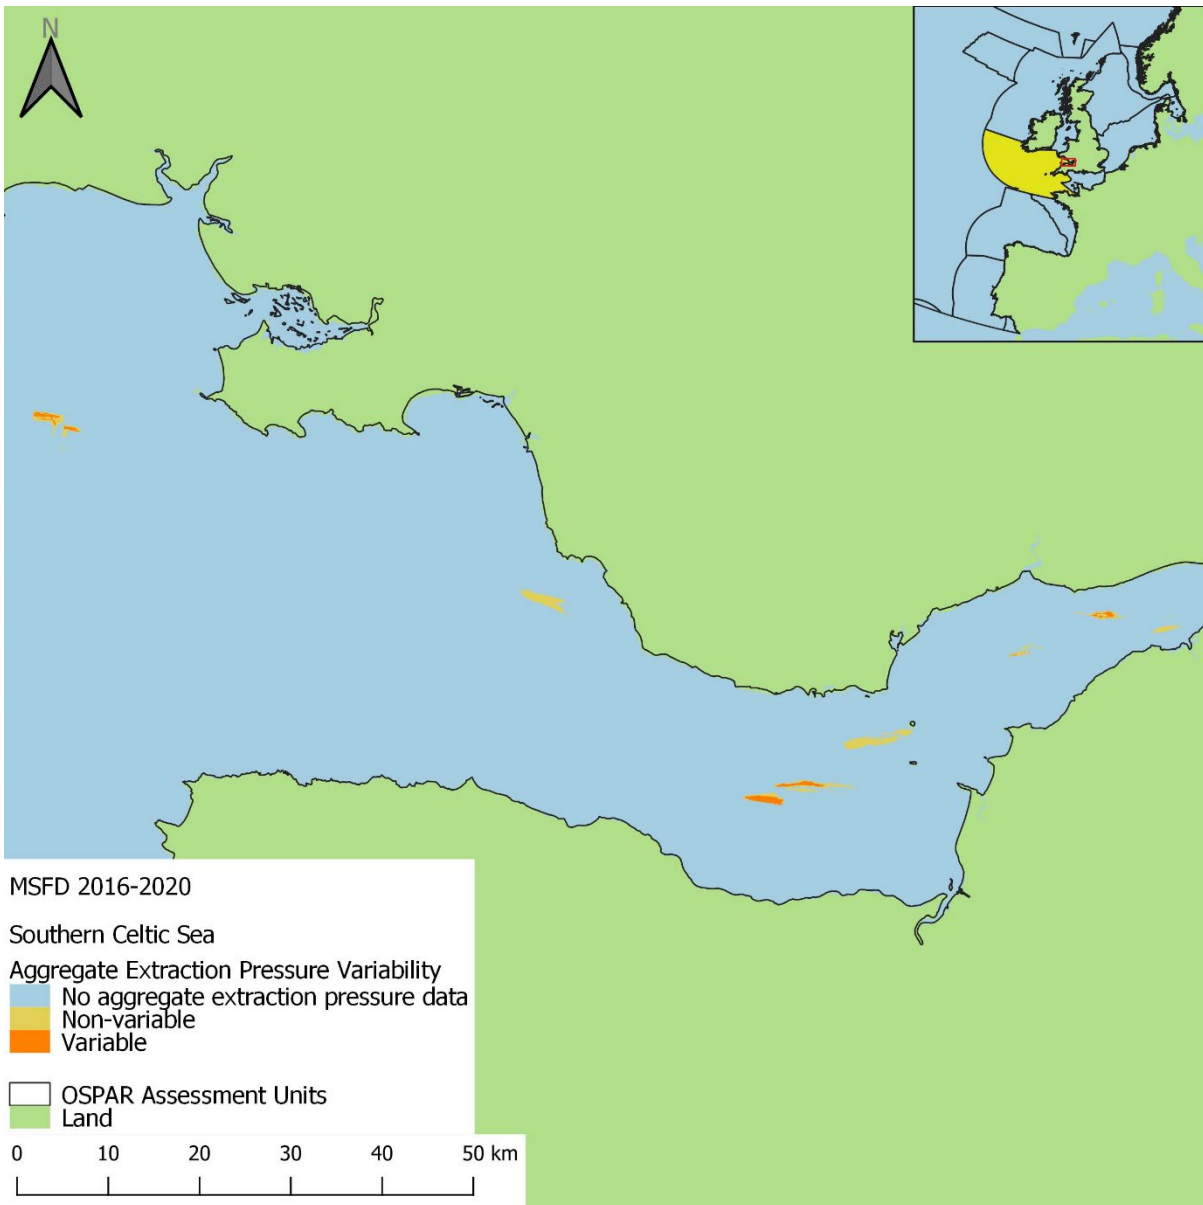 N
MSFD 2016-2020
Southern Celtic Sea
Aggregate Extraction Pressure Variability
No aggregate extraction pressure data
Non-variable
Variable
OSPAR Assessment Units
Land
0 10 20 30 40 50 km